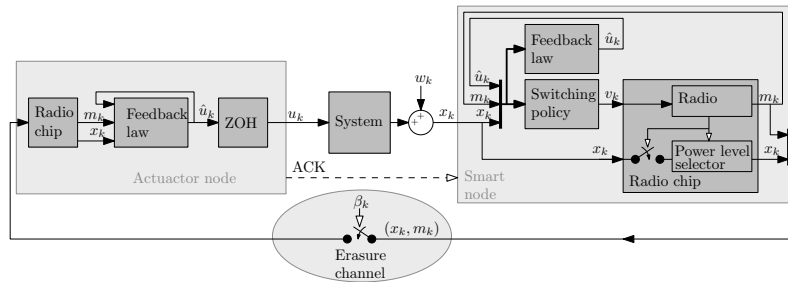 Radio
chip
m_k
x_k
Feedback
law
û_k
ZOH
u_k
Actuactor node
System
w_k
+
+
x_k
ACK
û_k
m_k
x_k
Feedback
law
û_k
Switching
policy
v_k
Radio
m_k
x_k
Power level
selector
x_k
Radio chip
Smart
node
β_k
(x_k, m_k)
Erasure
channel